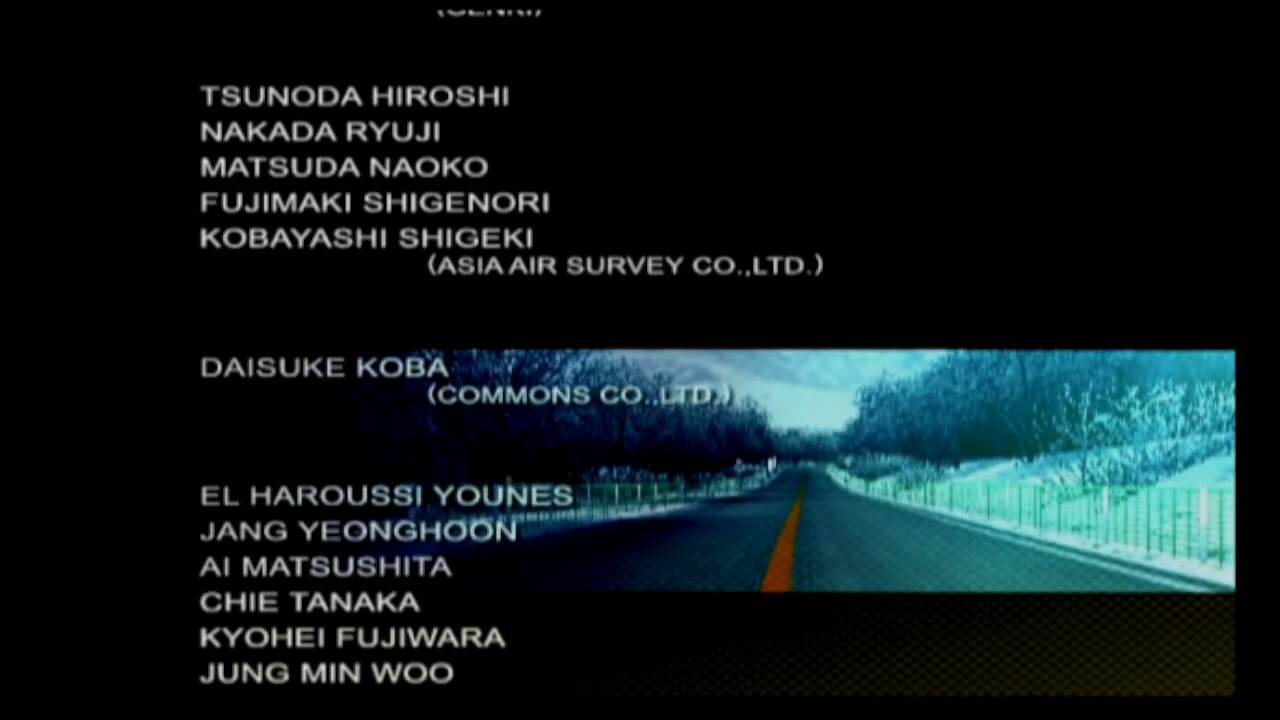 TSUNODA HIROSHI
NAKADA RYUJI
MATSUDA NAOKO
FUJIMAKI SHIGENORI
KOBAYASHI SHIGEKI
(ASIA AIR SURVEY CO.,LTD.)
DAISUKE KOBA
(COMMONS CO.,LTD.)
EL HAROUSSI YOUNES
JANG YEONGHOON
AI MATSUSHITA
CHIE TANAKA
KYOHEI FUJIWARA
JUNG MIN WOO